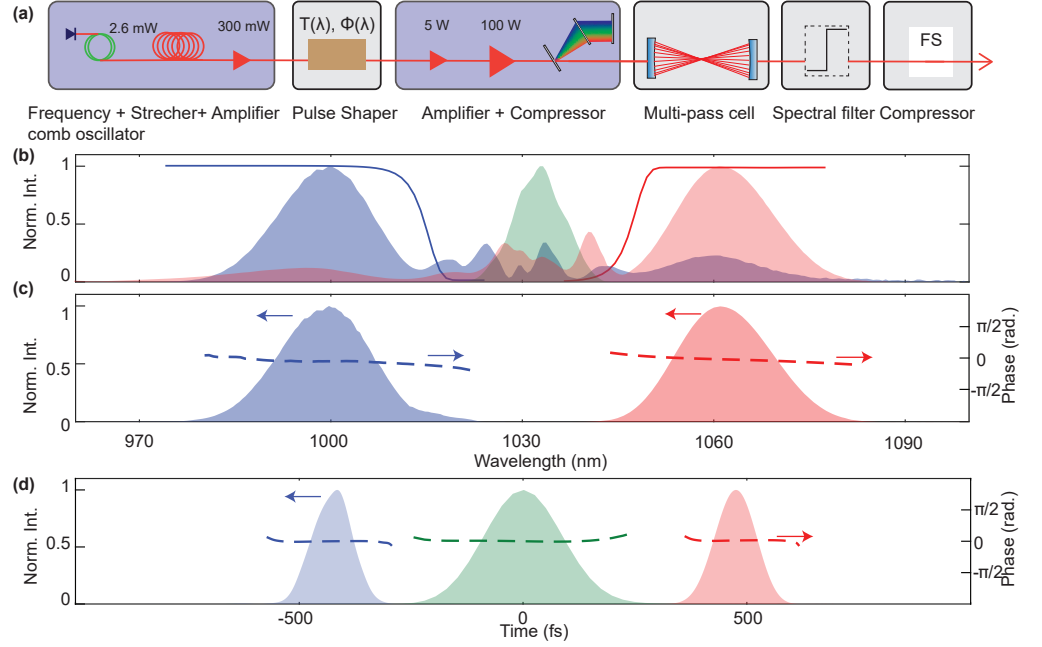 (a)
2.6 mW
300 mW
T(λ), Φ(λ)
5 W
100 W
FS
Frequency + Strecher+ Amplifier
comb oscillator
Pulse Shaper
Amplifier + Compressor
Multi-pass cell
Spectral filter
Compressor
(b)
Norm. Int.
1
0.5
0
(c)
Norm. Int.
1
0.5
0
π/2
0
-π/2
Phase (rad.)
970
1000
1030
1060
1090
Wavelength (nm)
(d)
Norm. Int.
1
0.5
0
π/2
0
-π/2
Phase (rad.)
-500
0
500
Time (fs)